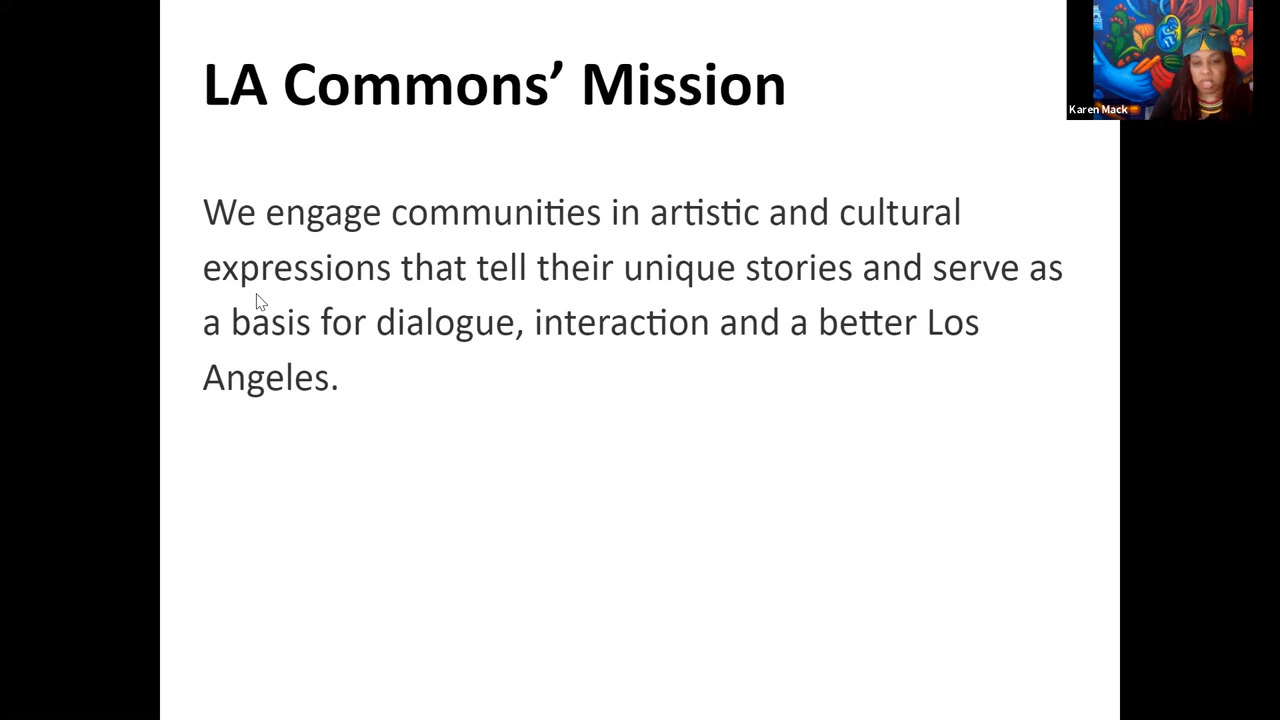 LA Commons’ Mission
Karen Mack
We engage communities in artistic and cultural
expressions that tell their unique stories and serve as
a basis for dialogue, interaction and a better Los
Angeles.